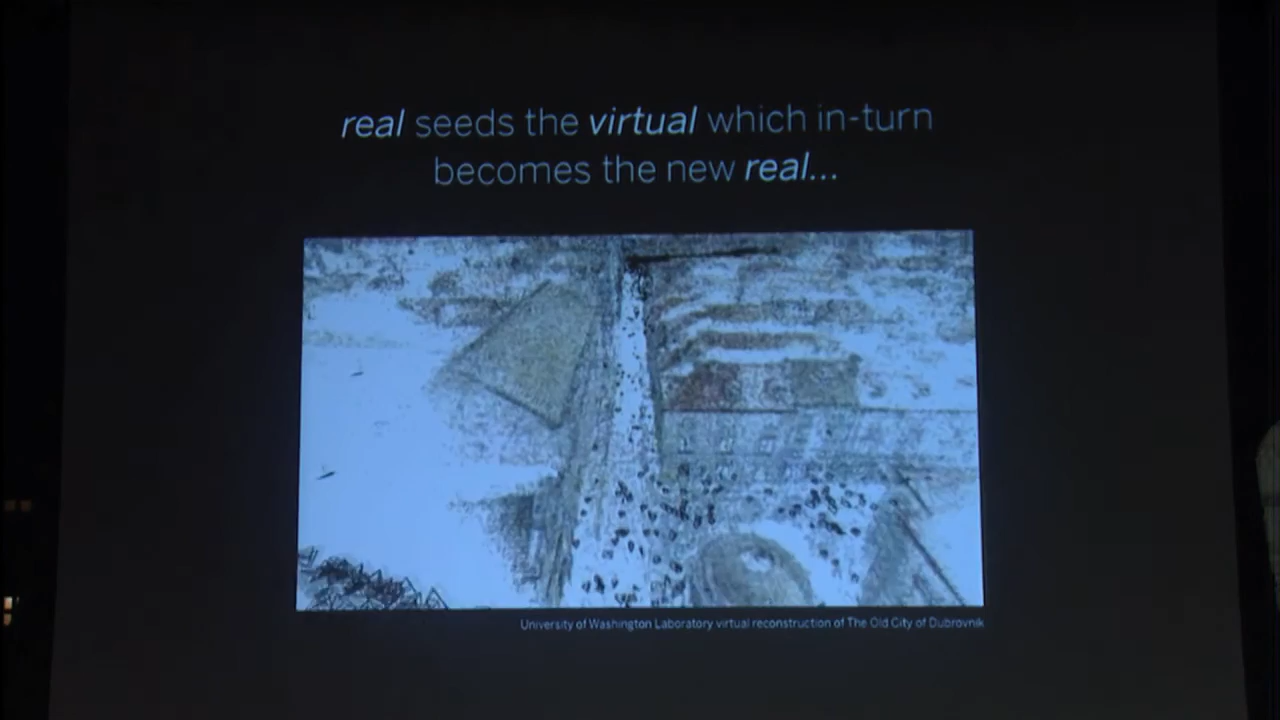 real seeds the virtual which in-turn
becomes the new real...
University of Washington Laboratory virtual reconstruction of The Old City of Dubrovnik